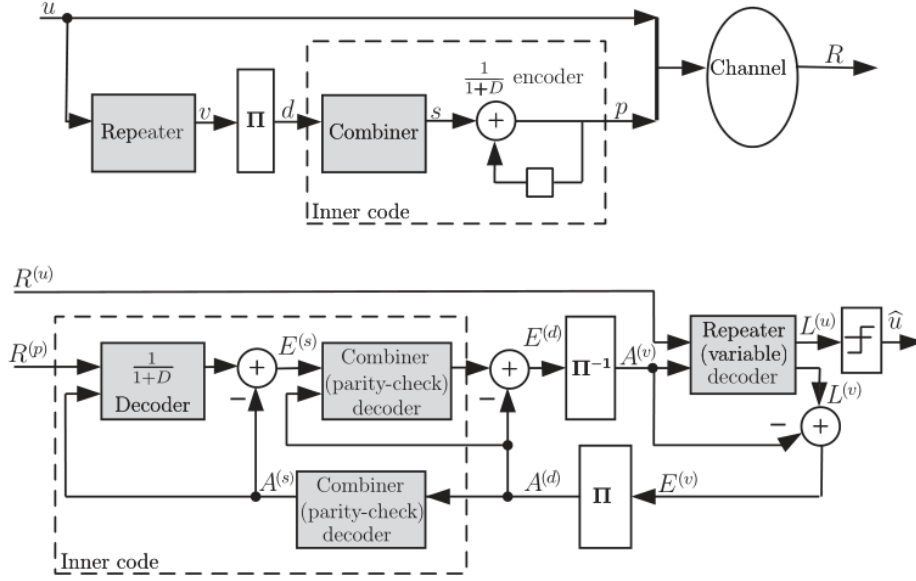 u
1/(1+D) encoder
Channel
R
Repeater
v
Π
d
Combiner
s
+
p
Inner code
R^(u)
R^(p)
1/(1+D)
Decoder
+
−
E^(s)
Combiner
(parity-check)
decoder
+
−
E^(d)
Π^−1
A^(v)
Repeater
(variable)
decoder
L^(u)
û
L^(v)
−
+
A^(s)
Combiner
(parity-check)
decoder
A^(d)
Π
E^(v)
Inner code